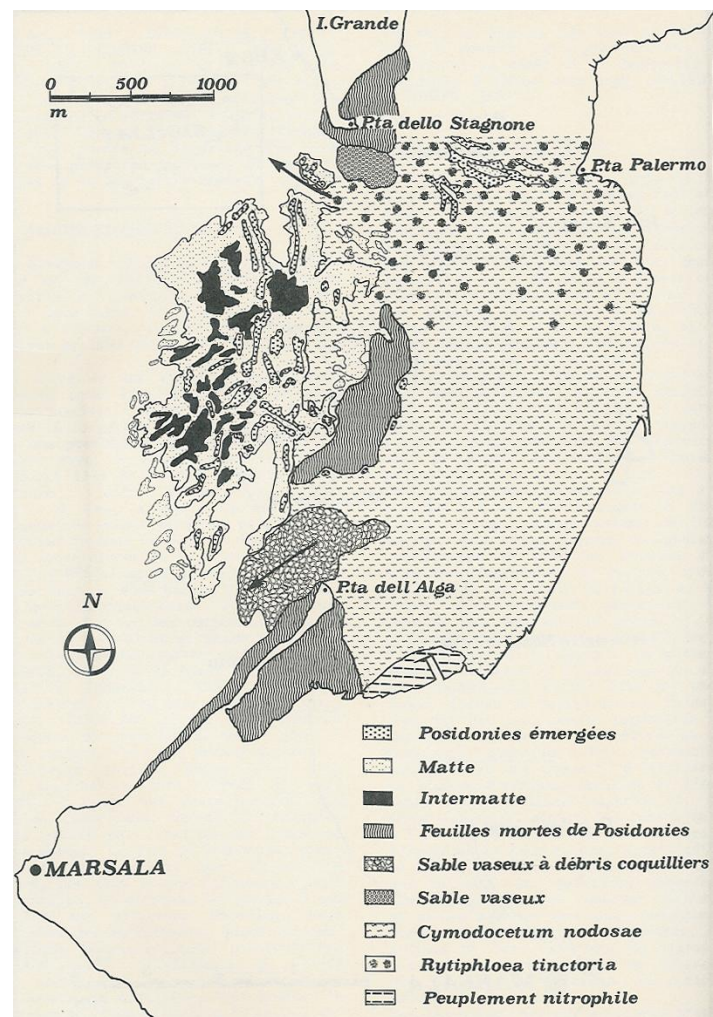 I.Grande
0 500 1000
m
P.ta dello Stagnone
P.ta Palermo
N
P.ta dell'Alga
Posidonies émergées
Matte
Intermatte
Feuilles mortes de Posidonies
MARSALA
Sable vaseux à débris coquilliers
Sable vaseux
Cymodocetum nodosae
Rytiphloea tinctoria
Peuplement nitrophile